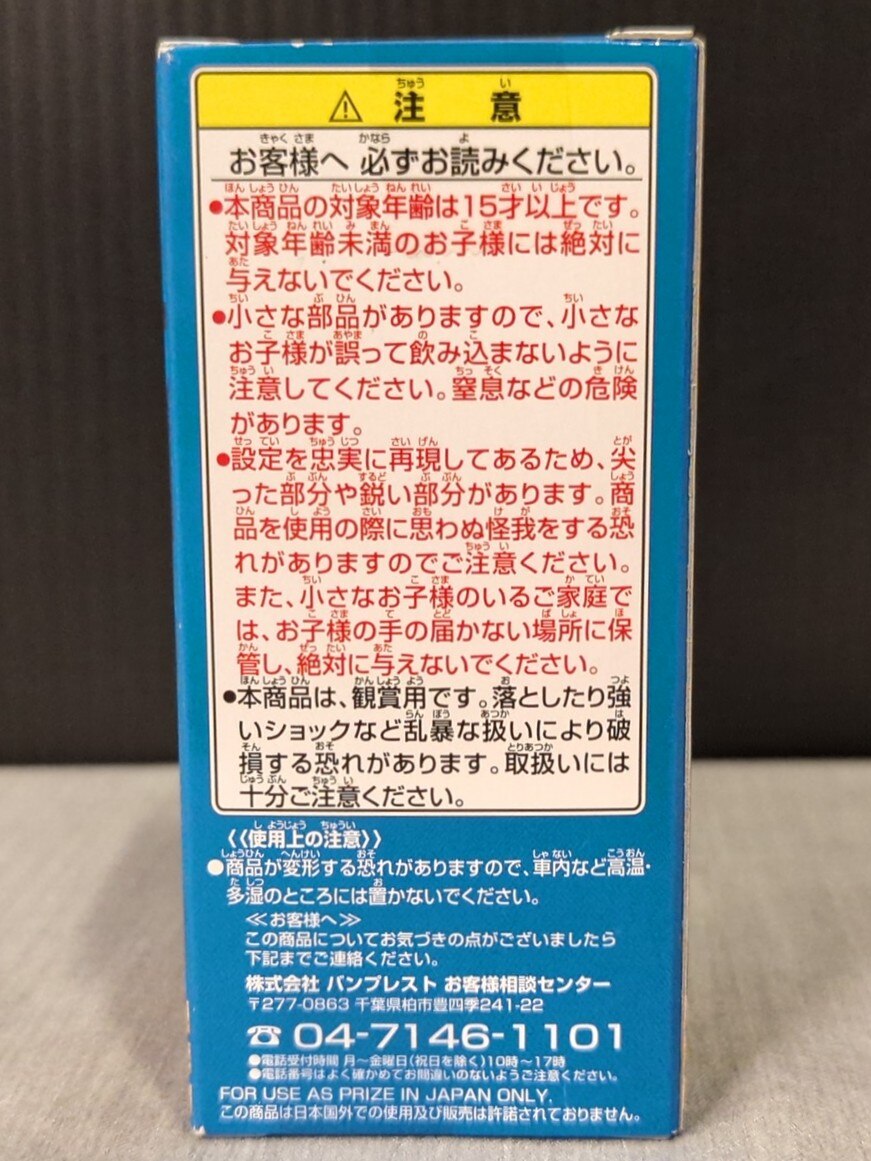 ⚠ 注意
お客様へ 必ずお読みください。
●本商品の対象年齢は15才以上です。
対象年齢未満のお子様には絶対に
与えないでください。
●小さな部品がありますので、小さな
お子様が誤って飲み込まないように
注意してください。窒息などの危険
があります。
●設定を忠実に再現してあるため、尖
った部分や鋭い部分があります。商
品を使用の際に思わぬ怪我をする恐
れがありますのでご注意ください。
また、小さなお子様のいるご家庭で
は、お子様の手の届かない場所に保
管し、絶対に与えないでください。
●本商品は、観賞用です。落としたり強
いショックなど乱暴な扱いにより破
損する恐れがあります。取扱いには
十分ご注意ください。
《使用上の注意》
●商品が変形する恐れがありますので、車内など高温・
多湿のところには置かないでください。
≪お客様へ≫
この商品についてお気づきの点がございましたら
下記までご連絡ください。
株式会社 バンプレスト お客様相談センター
〒277-0863 千葉県柏市豊四季241-22
☎ 04-7146-1101
●電話受付時間 月〜金曜日(祝日を除く)10時〜17時
●電話番号はよく確かめてお間違いのないようご注意ください。
FOR USE AS PRIZE IN JAPAN ONLY.
この商品は日本国外での使用及び販売は許諾されておりません。